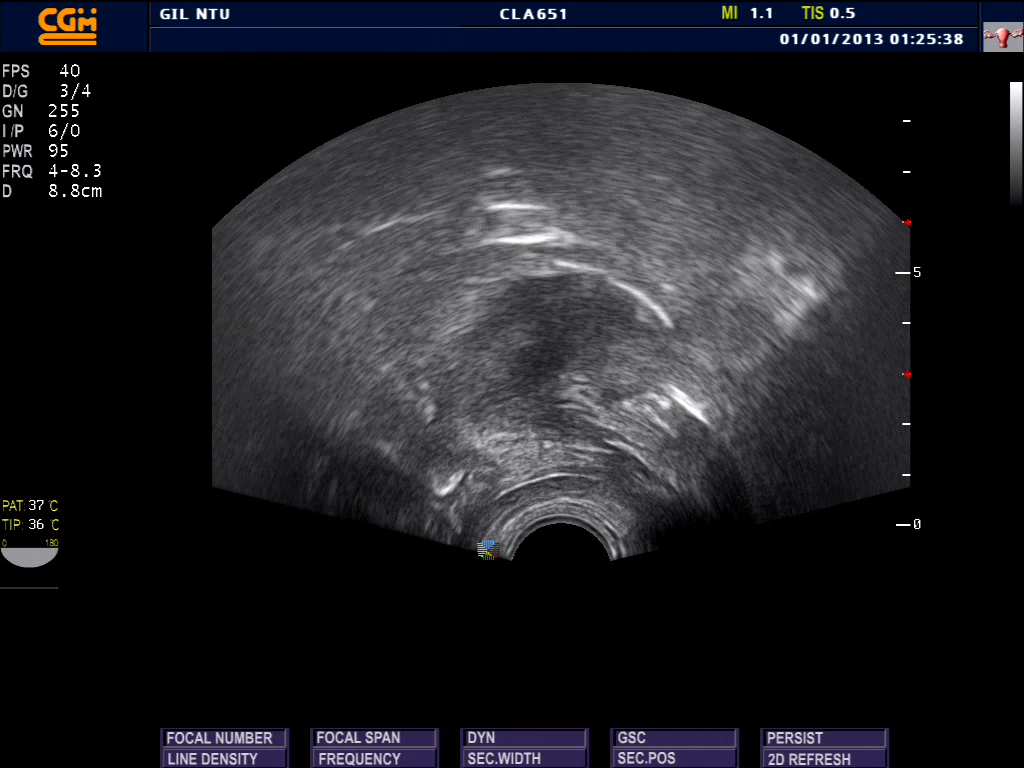 CGM
GIL NTU
CLA651
MI 1.1
TIS 0.5
01/01/2013 01:25:38
FPS 40
D/G 3/4
GN 255
I/P 6/0
PWR 95
FRQ 4-8.3
D 8.8cm
5
PAT: 37 °C
TIP: 36 °C
0 180
0
FOCAL NUMBER
LINE DENSITY
FOCAL SPAN
FREQUENCY
DYN
SEC.WIDTH
GSC
SEC.POS
PERSIST
2D REFRESH